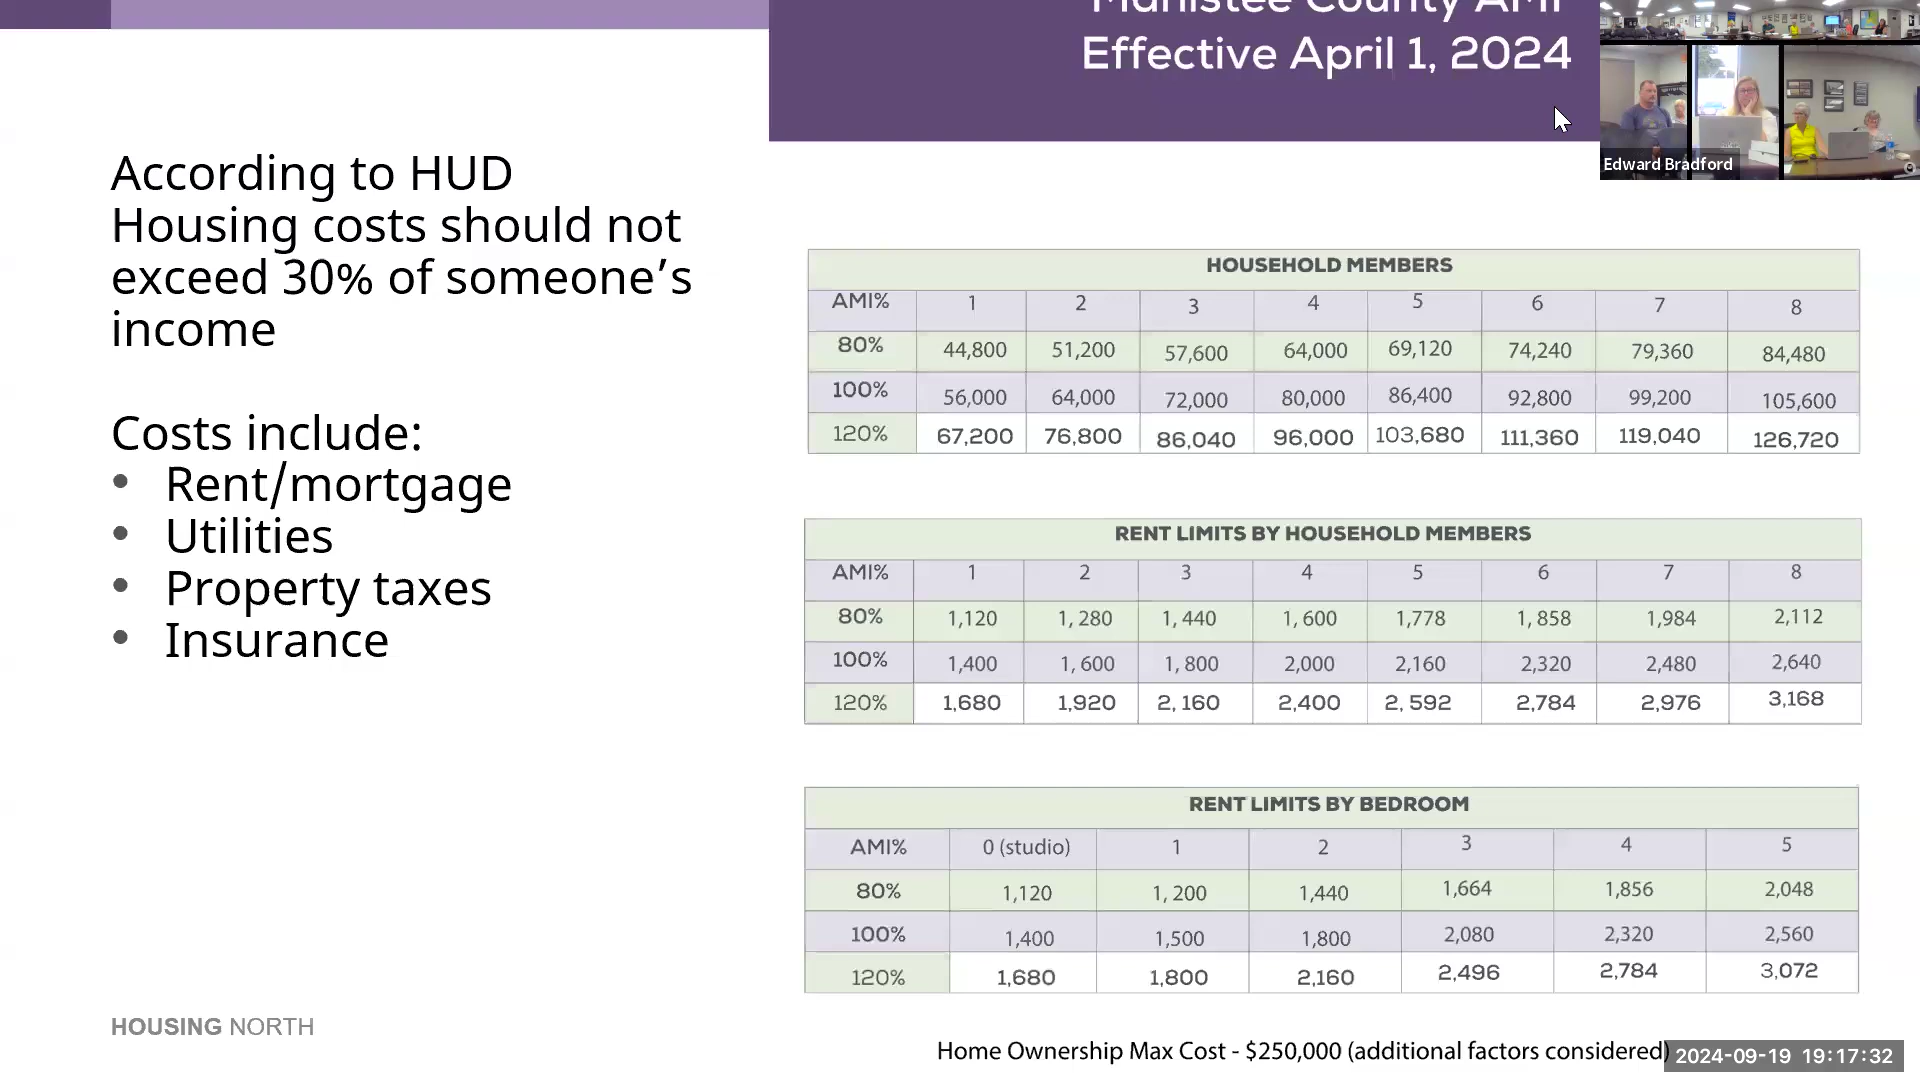 Manistee County AMI
Effective April 1, 2024
Edward Bradford
According to HUD
Housing costs should not
exceed 30% of someone’s
income
Costs include:
• Rent/mortgage
• Utilities
• Property taxes
• Insurance
HOUSEHOLD MEMBERS
AMI% 1 2 3 4 5 6 7 8
80% 44,800 51,200 57,600 64,000 69,120 74,240 79,360 84,480
100% 56,000 64,000 72,000 80,000 86,400 92,800 99,200 105,600
120% 67,200 76,800 86,040 96,000 103,680 111,360 119,040 126,720
RENT LIMITS BY HOUSEHOLD MEMBERS
AMI% 1 2 3 4 5 6 7 8
80% 1,120 1, 280 1, 440 1, 600 1,778 1, 858 1,984 2,112
100% 1,400 1, 600 1, 800 2,000 2,160 2,320 2,480 2,640
120% 1,680 1,920 2, 160 2,400 2, 592 2,784 2,976 3,168
RENT LIMITS BY BEDROOM
AMI% 0 (studio) 1 2 3 4 5
80% 1,120 1, 200 1,440 1,664 1,856 2,048
100% 1,400 1,500 1,800 2,080 2,320 2,560
120% 1,680 1,800 2,160 2,496 2,784 3,072
HOUSING NORTH
Home Ownership Max Cost - $250,000 (additional factors considered)
2024-09-19 19:17:32